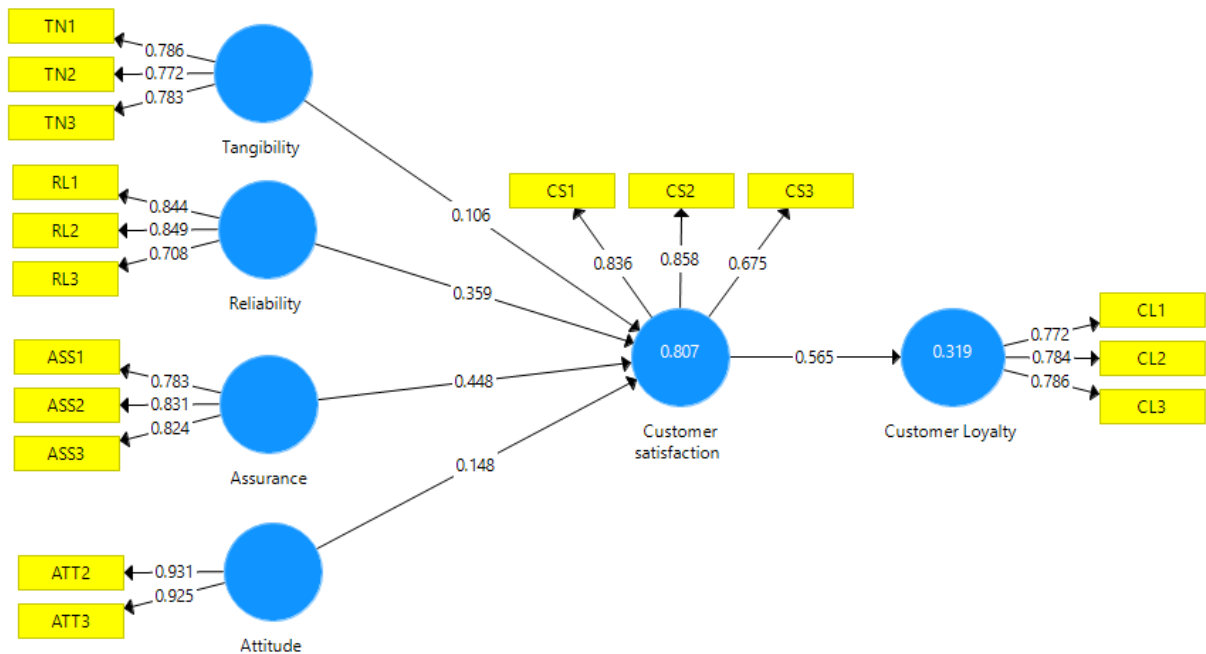 TN1
0.786
TN2
0.772
TN3
0.783
Tangibility
RL1
0.844
RL2
0.849
RL3
0.708
Reliability
ASS1
0.783
ASS2
0.831
ASS3
0.824
Assurance
ATT2
0.931
ATT3
0.925
Attitude
0.106
0.359
0.448
0.148
CS1
CS2
CS3
0.836
0.858
0.675
0.807
Customer
satisfaction
0.565
0.319
Customer Loyalty
CL1
0.772
CL2
0.784
CL3
0.786